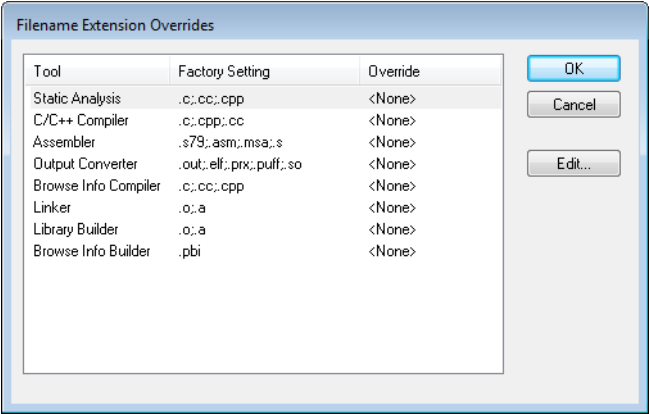 Filename Extension Overrides
Tool Factory Setting Override
Static Analysis .c;.cc;.cpp <None>
C/C++ Compiler .c;.cpp;.cc <None>
Assembler .s79;.asm;.msa;.s <None>
Output Converter .out;.elf;.prx;.puff;.so <None>
Browse Info Compiler .c;.cc;.cpp <None>
Linker .o;.a <None>
Library Builder .o;.a <None>
Browse Info Builder .pbi <None>
OK
Cancel
Edit...